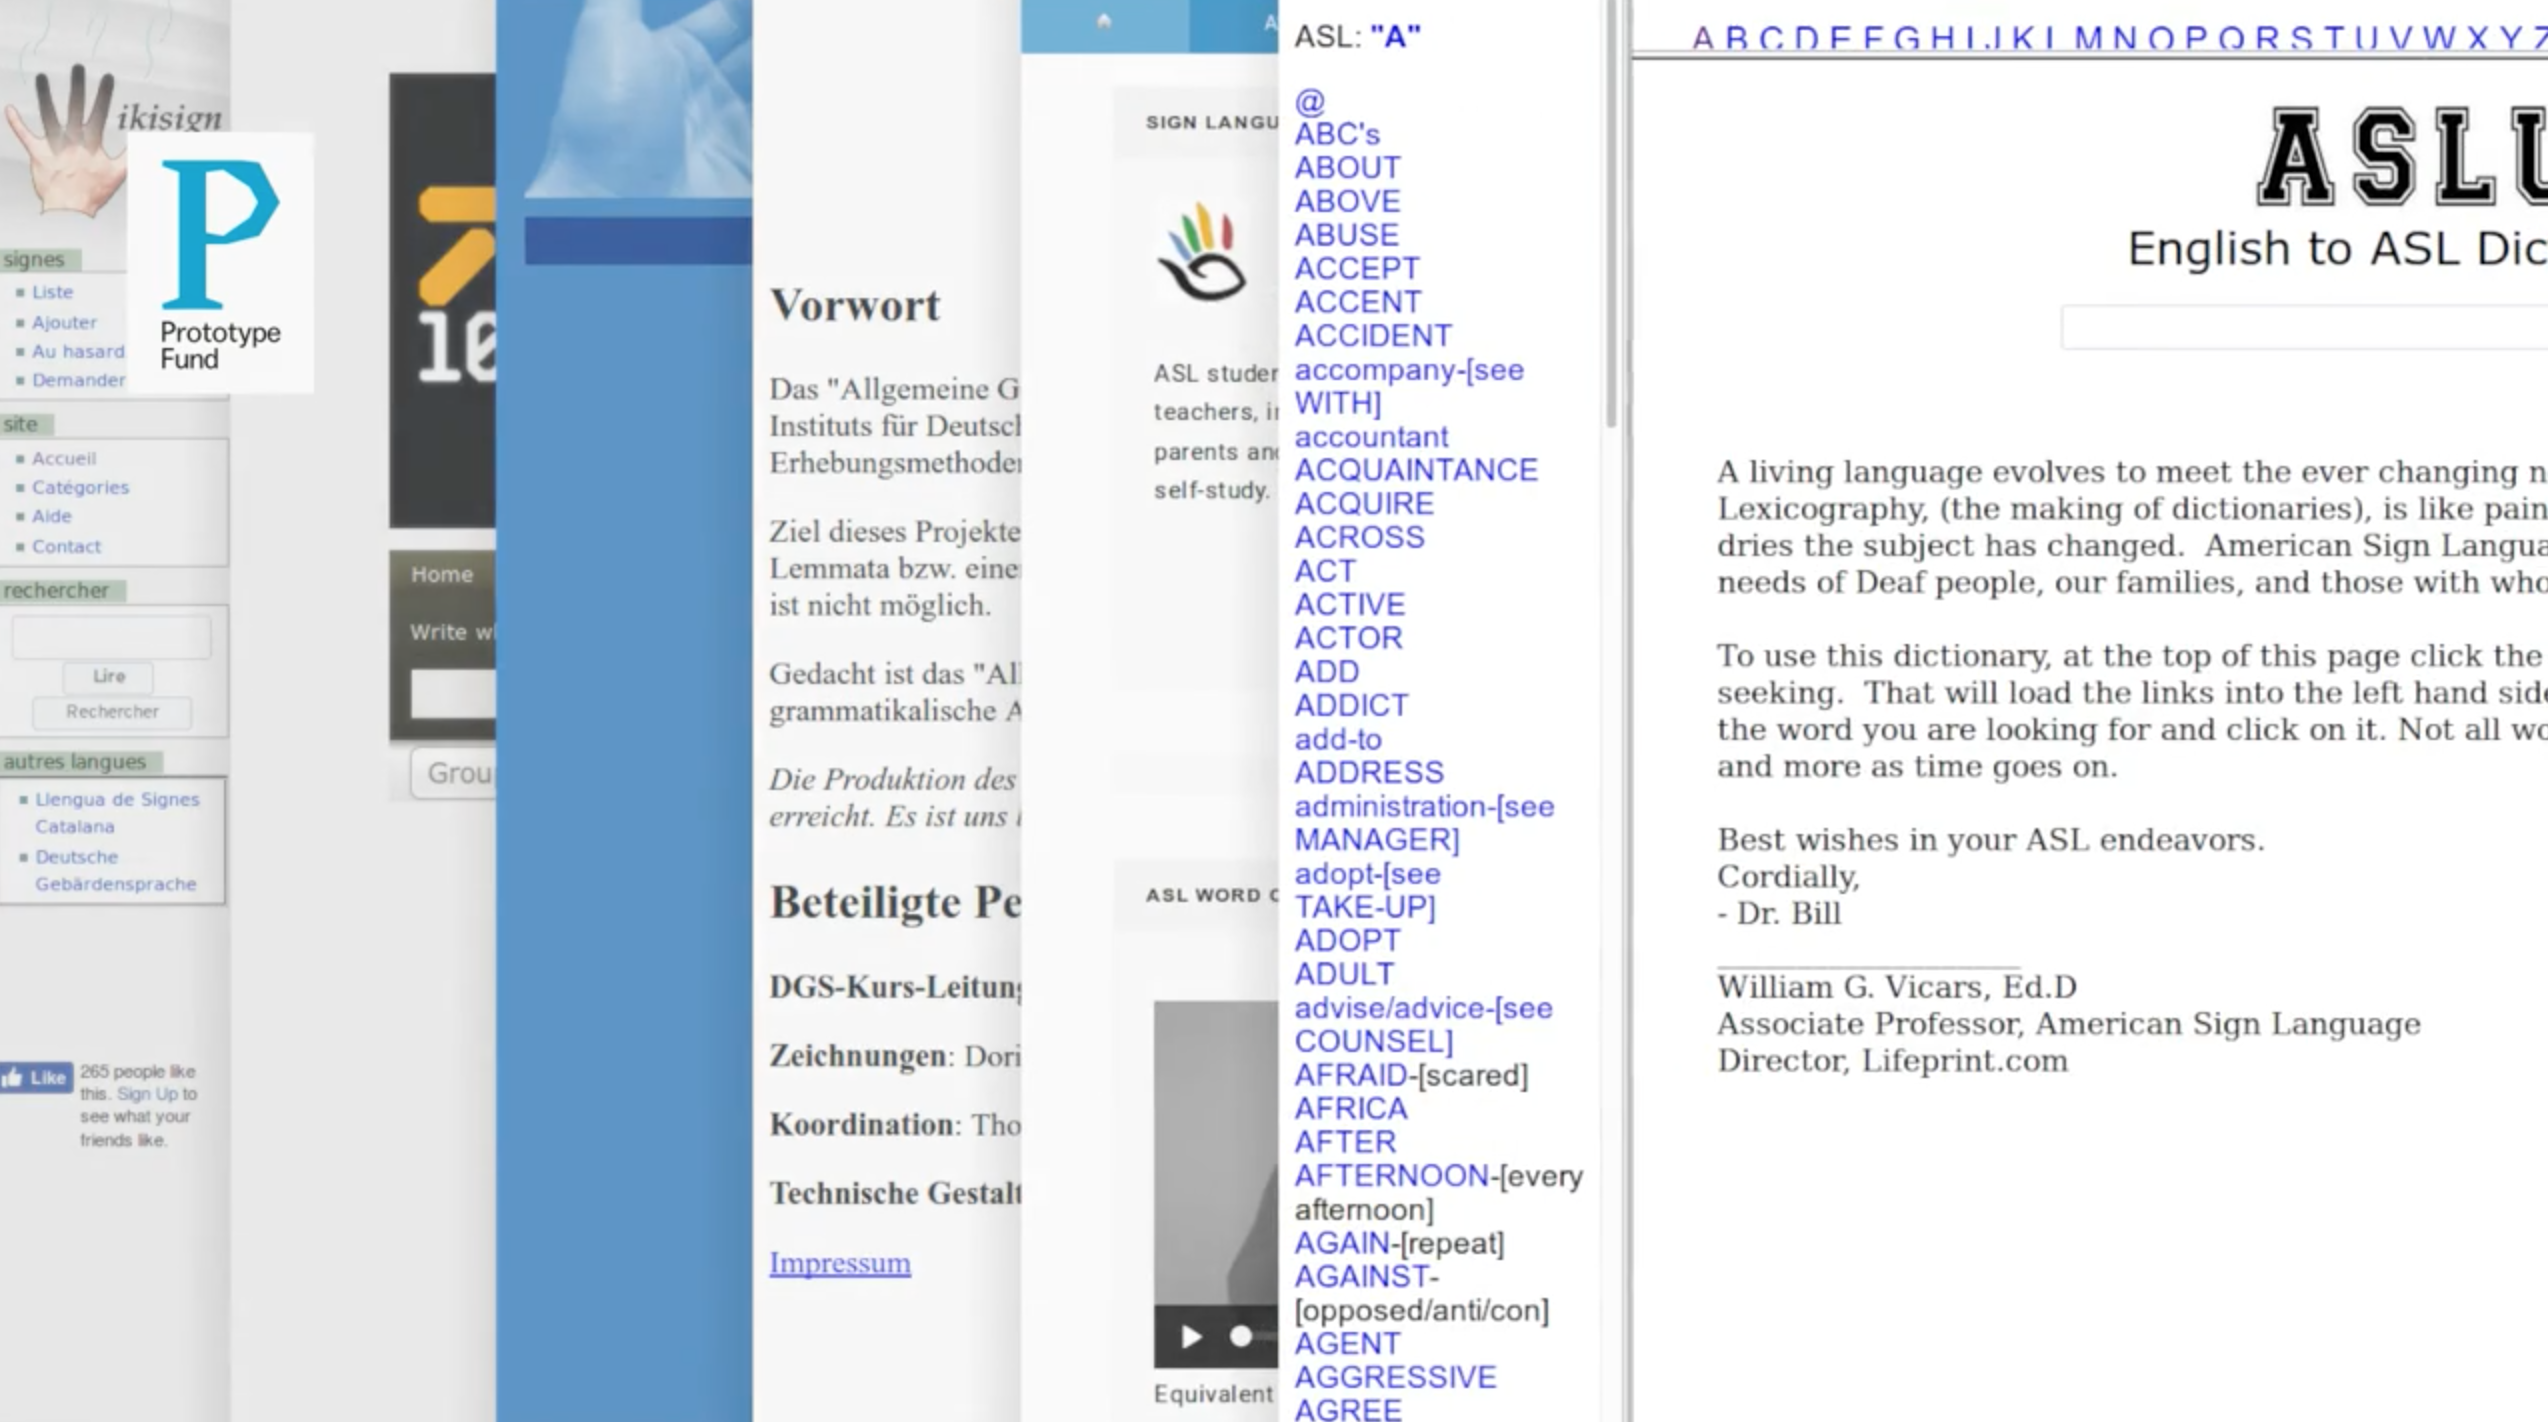 ikisign
Prototype
Fund
signes
Liste
Ajouter
Au hasard
Demander
site
Accueil
Catégories
Aide
Contact
rechercher
Lire
Rechercher
autres langues
Llengua de Signes
Catalana
Deutsche
Gebärdensprache
Like
265 people like
this. Sign Up to
see what your
friends like.
Home
Write
Vorwort
Das "Allgemeine G
Instituts für Deutsc
Erhebungsmethode
Ziel dieses Projekte
Lemmata bzw. eine
ist nicht möglich.
Gedacht ist das "Al
grammatikalische A
Die Produktion des
erreicht. Es ist uns
Beteiligte Pe
DGS-Kurs-Leitung
Zeichnungen: Dori
Koordination: Tho
Technische Gestalt
Impressum
SIGN LANGU
ASL studen
teachers, in
parents and
self-study.
ASL WORD
Equivalent
ASL: "A"
@
ABC's
ABOUT
ABOVE
ABUSE
ACCEPT
ACCENT
ACCIDENT
accompany-[see
WITH]
accountant
ACQUAINTANCE
ACQUIRE
ACROSS
ACT
ACTIVE
ACTOR
ADD
ADDICT
add-to
ADDRESS
administration-[see
MANAGER]
adopt-[see
TAKE-UP]
ADOPT
ADULT
advise/advice-[see
COUNSEL]
AFRAID-[scared]
AFRICA
AFTER
AFTERNOON-[every
afternoon]
AGAIN-[repeat]
AGAINST-
[opposed/anti/con]
AGENT
AGGRESSIVE
AGREE
A B C D E F G H I J K L M N O P Q R S T U V W X Y Z
ASLU
English to ASL Dic
A living language evolves to meet the ever changing n
Lexicography, (the making of dictionaries), is like pain
dries the subject has changed.  American Sign Langua
needs of Deaf people, our families, and those with who
To use this dictionary, at the top of this page click the
seeking.  That will load the links into the left hand side
the word you are looking for and click on it. Not all wo
and more as time goes on.
Best wishes in your ASL endeavors.
Cordially,
- Dr. Bill
William G. Vicars, Ed.D
Associate Professor, American Sign Language
Director, Lifeprint.com